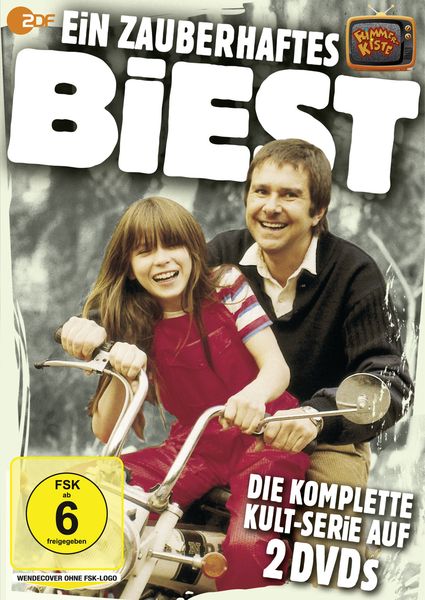 ZDF
EiN ZAUBERHAFTES
FLIMMER-
KiSTE
BiEST
DIE KOMPLETTE
KULT-SERiE AUF
2 DVDs
FSK
ab
6
freigegeben
WENDECOVER OHNE FSK-LOGO